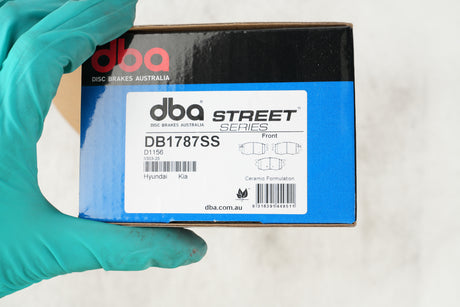 dba
DISC BRAKES AUSTRALIA
dba STREET™
DISC BRAKES AUSTRALIA SERIES
DB1787SS Front
D1156
Hyundai Kia
Ceramic Formulation
dba.com.au